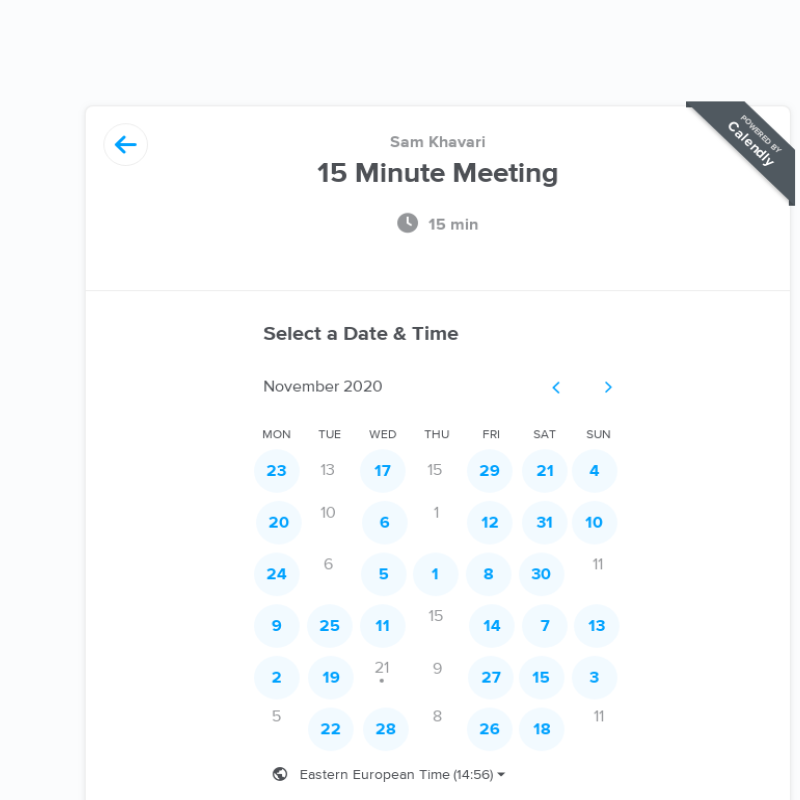 POWERED BY
Calendly
Sam Khavari
15 Minute Meeting
15 min
Select a Date & Time
November 2020
MON TUE WED THU FRI SAT SUN
23 13 17 15 29 21 4
20 10 6 1 12 31 10
24 6 5 1 8 30 11
9 25 11 15 14 7 13
2 19 21 9 27 15 3
5 22 28 8 26 18 11
Eastern European Time (14:56)